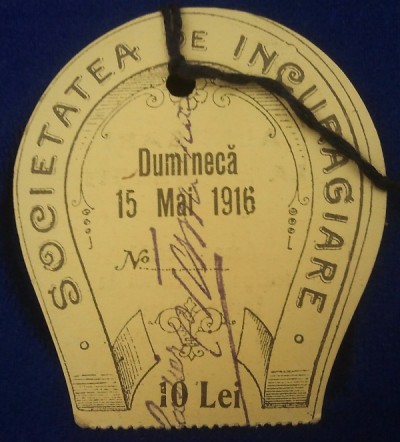 SOCIETATEA DE INCURAGIARE
Duminecă
15 Mai 1916
No
10 Lei